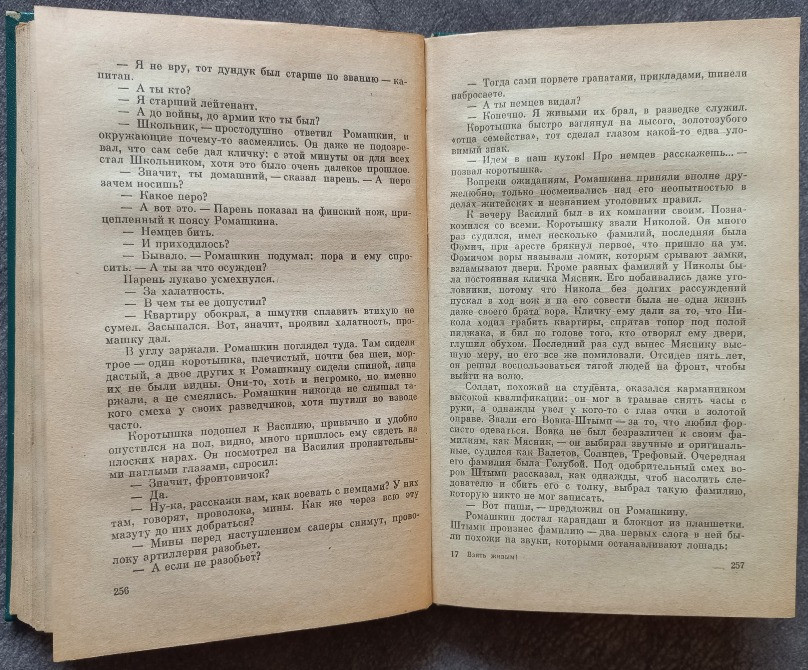 — Я не вру, тот дундук был старше по званию — ка-
питан.
— А ты кто?
— Я старший лейтенант.
— А до войны, до армии кто ты был?
— Школьник, — простодушно ответил Ромашкин, и
окружающие почему-то засмеялись. Он даже не подозре-
вал, что сам себе дал кличку: с этой минуты он для всех
стал Школьником, хотя это было очень далекое прошлое.
— Значит, ты домашний, — сказал парень. — А перо
зачем носишь?
— Какое перо?
— А вот это. — Парень показал на финский нож, при-
цепленный к поясу Ромашкина.
— Немцев бить.
— И приходилось?
— Бывало. — Ромашкин подумал: пора и ему спро-
сить. — А ты за что осужден?
Парень лукаво усмехнулся.
— За халатность.
— В чем ты ее допустил?
— Квартиру обокрал, а шмутки сплавить втихую не
сумел. Засыпался. Вот, значит, проявил халатность, про-
машку дал.
В углу заржали. Ромашкин поглядел туда. Там сидели
трое — один коротышка, плечистый, почти без шеи, мор-
дастый, а двое других к Ромашкину сидели спиной, лица
их не были видны. Они-то, хоть и негромко, но именно
ржали, а не смеялись. Ромашкин никогда не слышал та-
кого смеха у своих разведчиков, хотя шутили во взводе
часто.
Коротышка подошел к Василию, привычно и удобно
опустился на пол, видно, много пришлось ему сидеть на
плоских нарах. Он посмотрел на Василия пронзительны-
ми наглыми глазами, спросил:
— Значит, фронтовичок?
— Да.
— Ну-ка, расскажи нам, как воевать с немцами? У них
там, говорят, проволока, мины. Как же через всю эту
мазуту до них добраться?
— Мины перед наступлением саперы снимут, прово-
локу артиллерия разобьет.
— А если не разобьет?
256
— Тогда сами порвете гранатами, прикладами, шинели
набросаете.
— А ты немцев видал?
— Конечно. Я живыми их брал, в разведке служил.
Коротышка быстро взглянул на лысого, золотозубого
«отца семейства», тот сделал глазом какой-то едва уло-
вимый знак.
— Идем в наш куток! Про немцев расскажешь... —
позвал коротышка.
Вопреки ожиданиям, Ромашкина приняли вполне дру-
желюбно, только посмеивались над его неопытностью в
делах житейских и незнанием уголовных правил.
К вечеру Василий был в их компании своим. Позна-
комился со всеми. Коротышку звали Николой. Он мно-
го раз судился, имел несколько фамилий, последняя была
Фомич, при аресте брякнул первое, что пришло на ум.
Фомичом воры называли ломик, которым срывают замки,
взламывают двери. Кроме разных фамилий у Николы бы-
ла постоянная кличка Мясник. Его побаивались даже уго-
ловники, потому что Никола без долгих рассуждений
пускал в ход нож и на его совести была не одна жизнь
даже своего брата вора. Кличку ему дали за то, что Ни-
кола ходил грабить квартиры, спрятав топор под полой
пиджака, и бил по голове того, кто отворял ему двери,
глушил обухом. Последний раз суд вынес Мяснику выс-
шую меру, но его все же помиловали. Отсидев пять лет,
он решил воспользоваться тягой людей на фронт, чтобы
выйти на волю.
Солдат, похожий на студента, оказался карманником
высокой квалификации: он мог в трамвае снять часы с
руки, а однажды увел у кого-то с глаз очки в золотой
оправе. Звали его Вовка-Штымп — за то, что любил фор-
систо одеваться. Вовка не был безразличен к своим фа-
милиям, как Мясник, — он выбирал звучные и оригиналь-
ные, судился как Валетов, Солнцев, Трефовый. Очередная
его фамилия была Голубой. Под одобрительный смех во-
ров Штымп рассказал, как однажды, чтоб насолить сле-
дователю и сбить его с толку, выбрал такую фамилию,
которую никто не мог записать.
— Вот пиши, — предложил он Ромашкину.
Ромашкин достал карандаш и блокнот из планшетки.
Штымп произнес фамилию — два первых слога в ней бы-
ли похожи на звуки, которыми останавливают лошадь:
17 Взять живым!
257